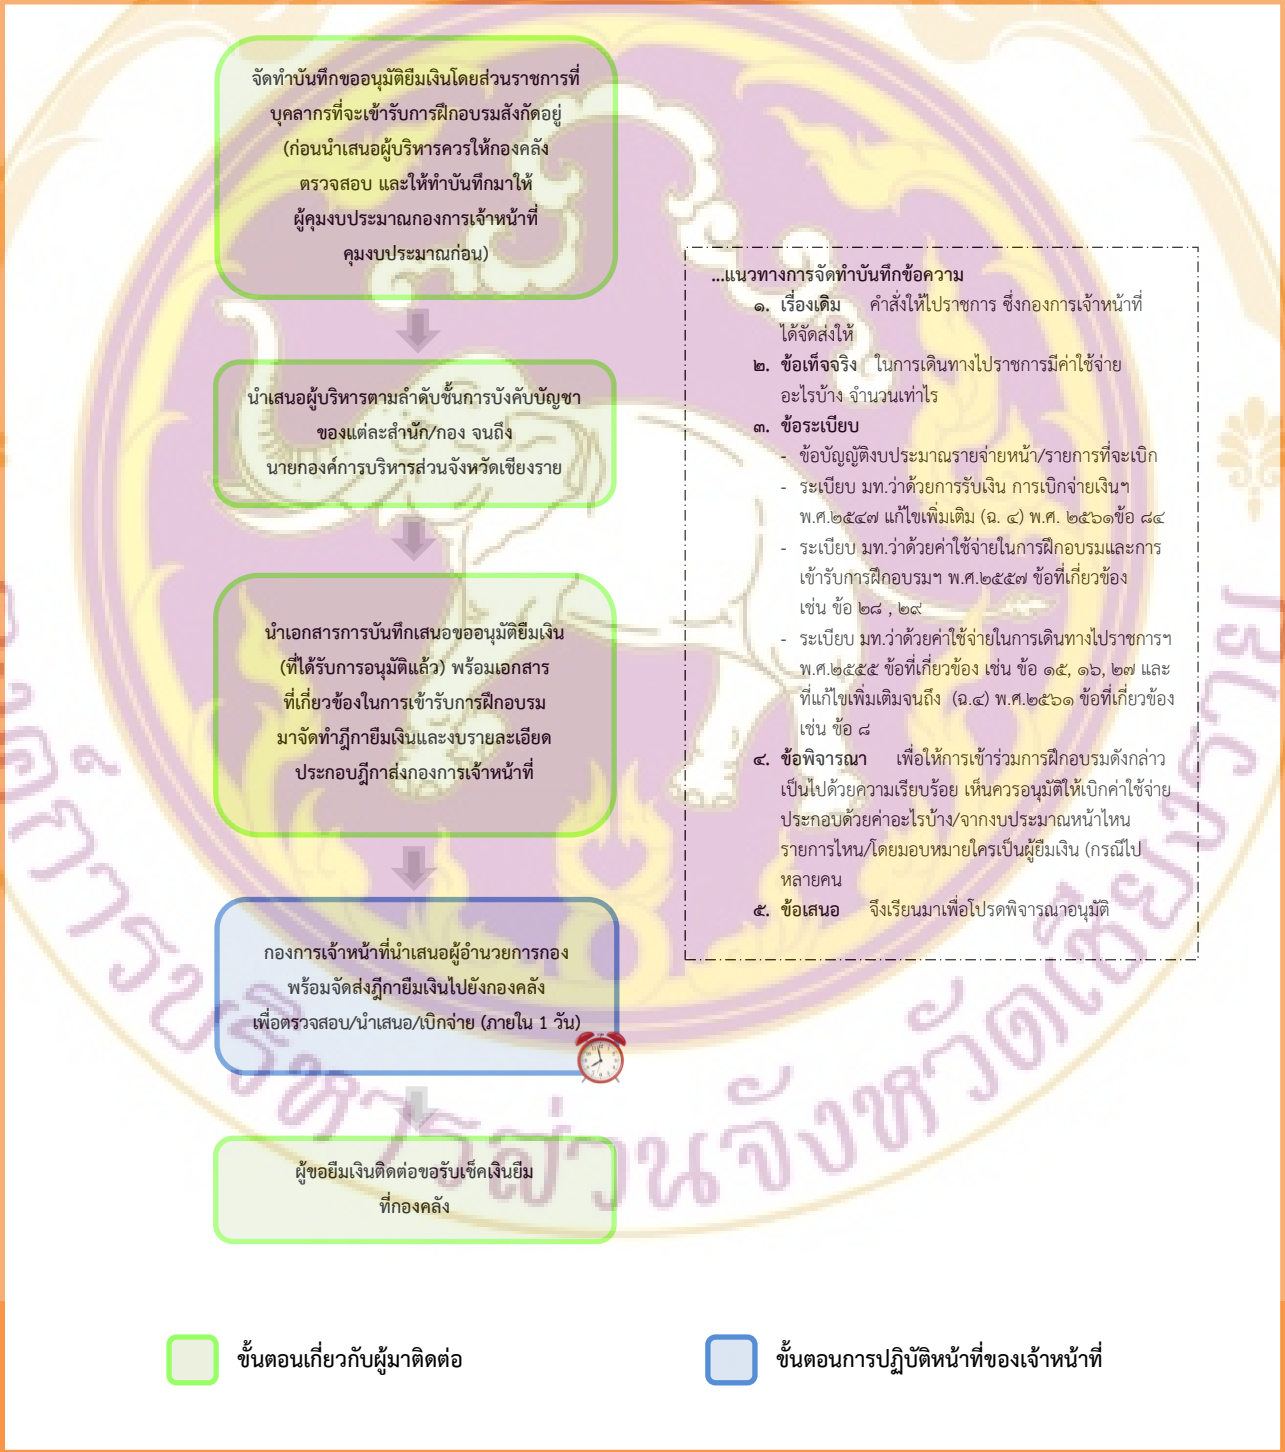 จัดทำบันทึกขออนุมัติยืมเงินโดยส่วนราชการที่
บุคลากรที่จะเข้ารับการฝึกอบรมสังกัดอยู่
(ก่อนนำเสนอผู้บริหารควรให้กองคลัง
ตรวจสอบ และให้ทำบันทึกมาให้
ผู้คุมงบประมาณกองการเจ้าหน้าที่
คุมงบประมาณก่อน)
นำเสนอผู้บริหารตามลำดับชั้นการบังคับบัญชา
ของแต่ละสำนัก/กอง จนถึง
นายกองค์การบริหารส่วนจังหวัดเชียงราย
นำเอกสารการบันทึกเสนอขออนุมัติยืมเงิน
(ที่ได้รับการอนุมัติแล้ว) พร้อมเอกสาร
ที่เกี่ยวข้องในการเข้ารับการฝึกอบรม
มาจัดทำฎีกายืมเงินและงบรายละเอียด
ประกอบฎีกาส่งกองการเจ้าหน้าที่
กองการเจ้าหน้าที่นำเสนอผู้อำนวยการกอง
พร้อมจัดส่งฎีกายืมเงินไปยังกองคลัง
เพื่อตรวจสอบ/นำเสนอ/เบิกจ่าย (ภายใน 1 วัน)
ผู้ขอยืมเงินติดต่อขอรับเช็คเงินยืม
ที่กองคลัง
...แนวทางการจัดทำบันทึกข้อความ
๑. เรื่องเดิม คำสั่งให้ไปราชการ ซึ่งกองการเจ้าหน้าที่
ได้จัดส่งให้
๒. ข้อเท็จจริง ในการเดินทางไปราชการมีค่าใช้จ่าย
อะไรบ้าง จำนวนเท่าไร
๓. ข้อระเบียบ
- ข้อบัญญัติงบประมาณรายจ่ายหน้า/รายการที่จะเบิก
- ระเบียบ มท.ว่าด้วยการรับเงิน การเบิกจ่ายเงินฯ
พ.ศ.๒๕๔๗ แก้ไขเพิ่มเติม (ฉ. ๔) พ.ศ. ๒๕๖๑ข้อ ๘๔
- ระเบียบ มท.ว่าด้วยค่าใช้จ่ายในการฝึกอบรมและการ
เข้ารับการฝึกอบรมฯ พ.ศ.๒๕๕๗ ข้อที่เกี่ยวข้อง
เช่น ข้อ ๒๘ , ๒๙
- ระเบียบ มท.ว่าด้วยค่าใช้จ่ายในการเดินทางไปราชการฯ
พ.ศ.๒๕๕๕ ข้อที่เกี่ยวข้อง เช่น ข้อ ๑๕, ๑๖, ๒๗ และ
ที่แก้ไขเพิ่มเติมจนถึง (ฉ.๔) พ.ศ.๒๕๖๑ ข้อที่เกี่ยวข้อง
เช่น ข้อ ๘
๔. ข้อพิจารณา เพื่อให้การเข้าร่วมการฝึกอบรมดังกล่าว
เป็นไปด้วยความเรียบร้อย เห็นควรอนุมัติให้เบิกค่าใช้จ่าย
ประกอบด้วยค่าอะไรบ้าง/จากงบประมาณหน้าไหน
รายการไหน/โดยมอบหมายใครเป็นผู้ยืมเงิน (กรณีไป
หลายคน
๕. ข้อเสนอ จึงเรียนมาเพื่อโปรดพิจารณาอนุมัติ
ขั้นตอนเกี่ยวกับผู้มาติดต่อ
ขั้นตอนการปฏิบัติหน้าที่ของเจ้าหน้าที่